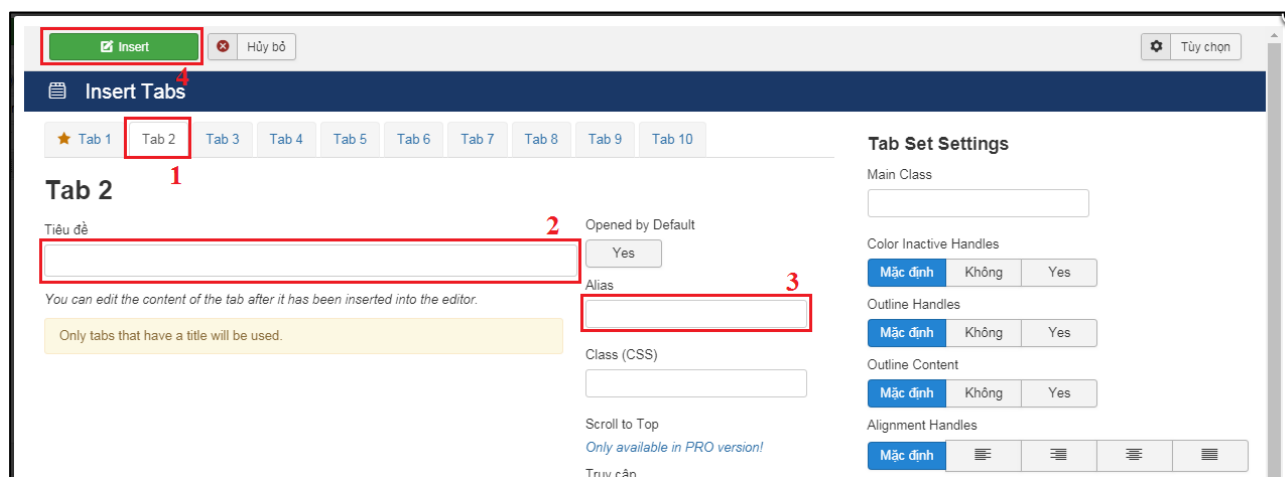 Insert
Hủy bỏ
Tùy chọn
4
Insert Tabs
Tab 1
Tab 2
Tab 3
Tab 4
Tab 5
Tab 6
Tab 7
Tab 8
Tab 9
Tab 10
1
Tab 2
Tiêu đề
2
You can edit the content of the tab after it has been inserted into the editor.
Only tabs that have a title will be used.
Opened by Default
Yes
Alias
3
Class (CSS)
Scroll to Top
Only available in PRO version!
Truy cập
Tab Set Settings
Main Class
Color Inactive Handles
Mặc định Không Yes
Outline Handles
Mặc định Không Yes
Outline Content
Mặc định Không Yes
Alignment Handles
Mặc định